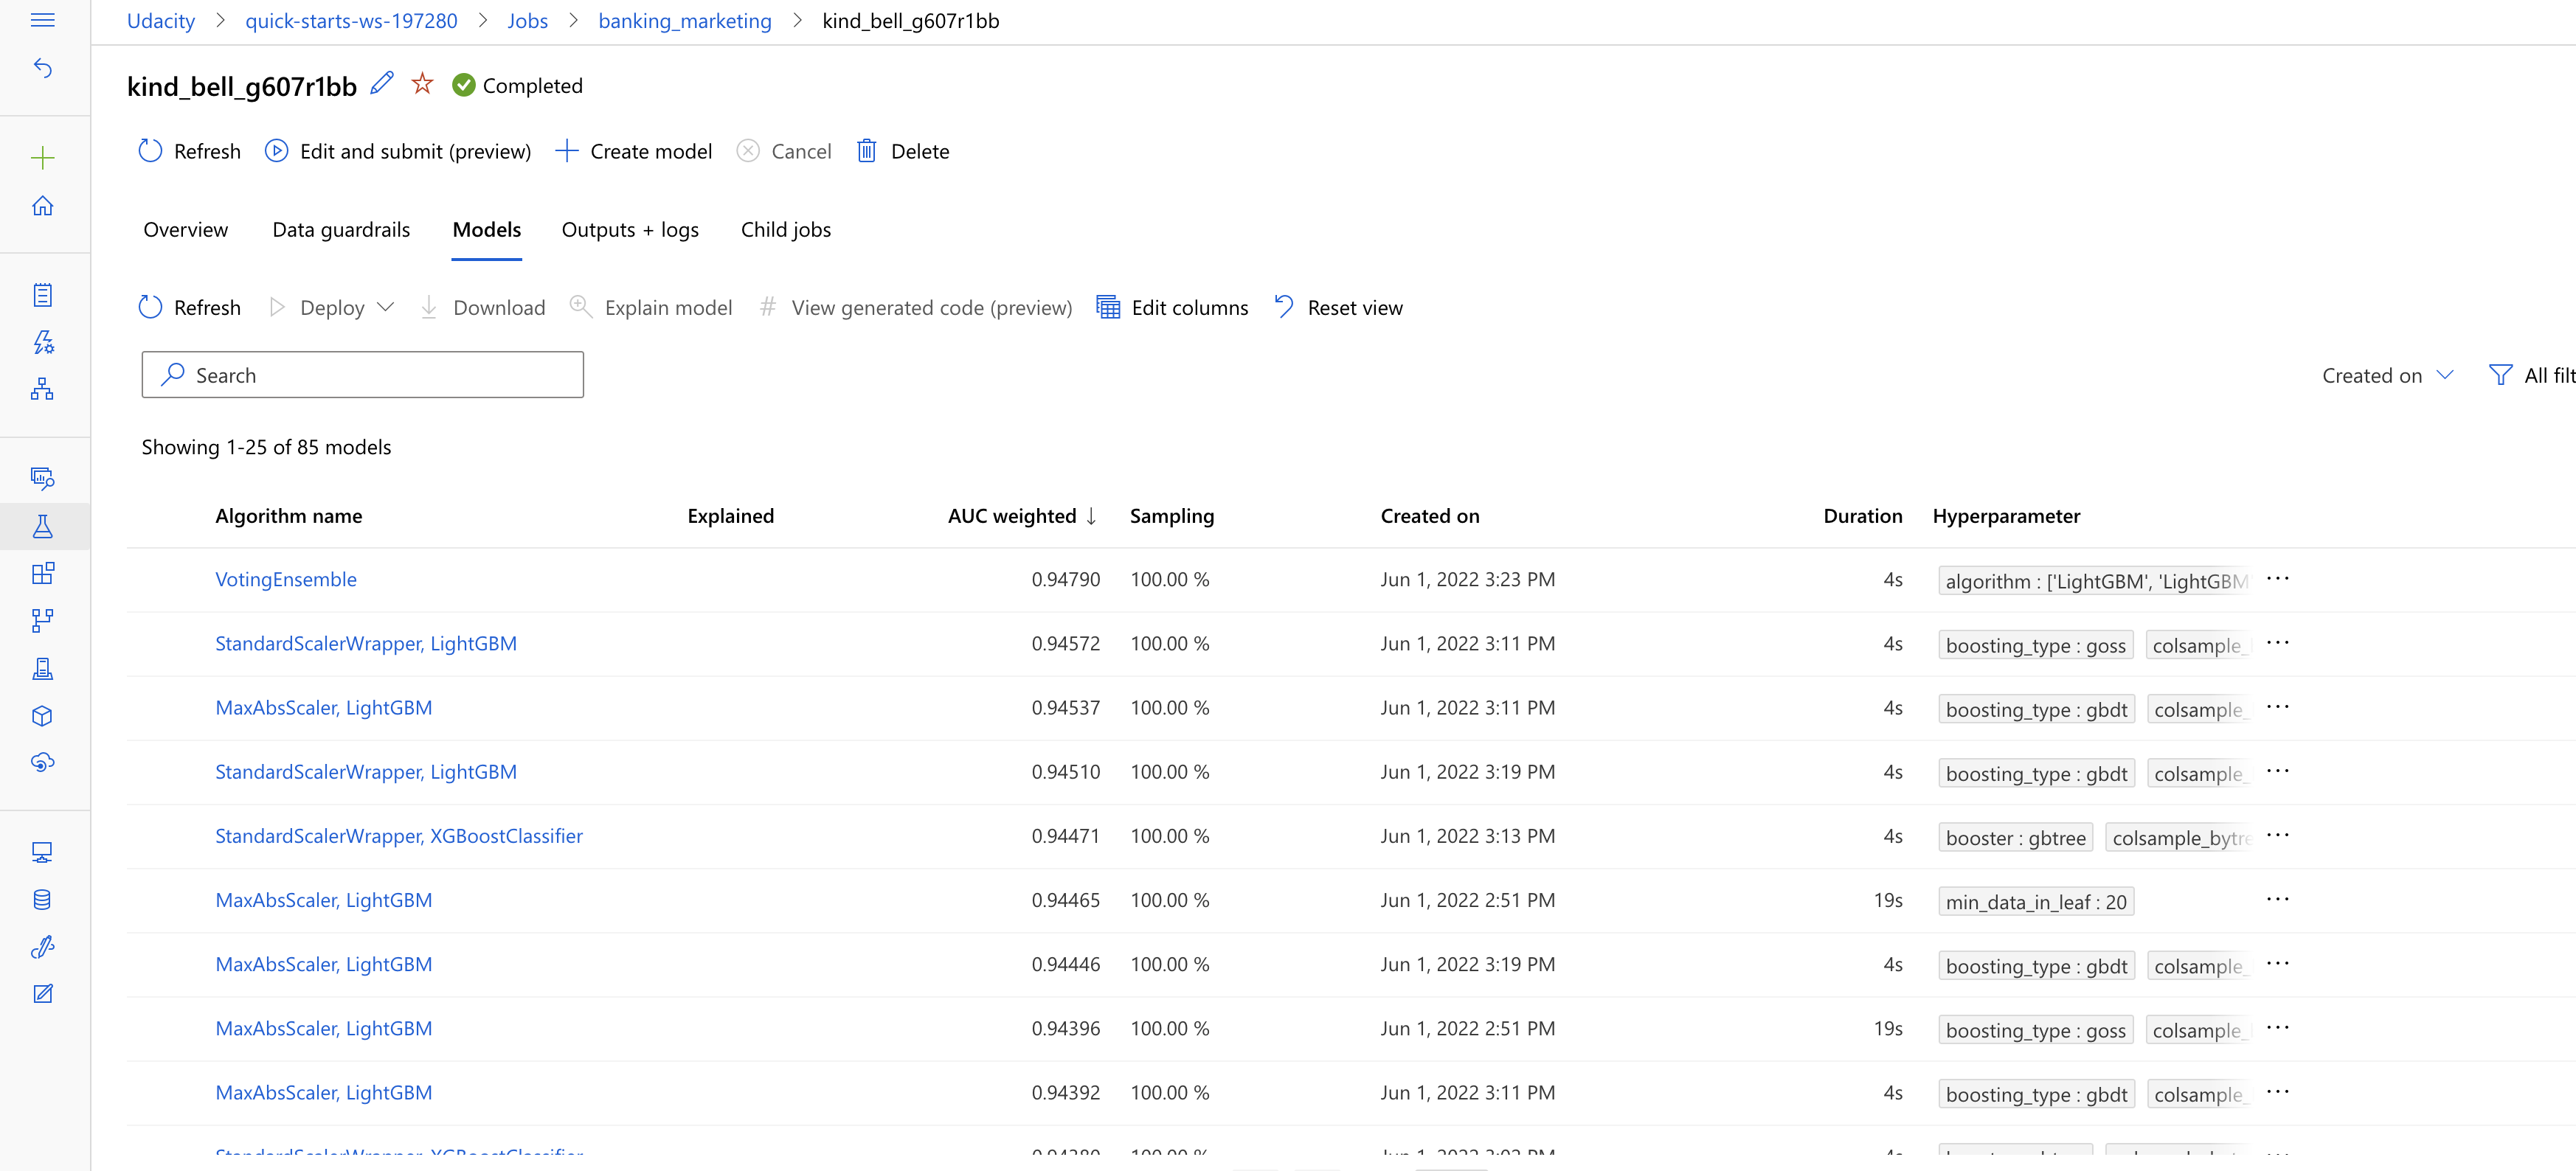 Udacity > quick-starts-ws-197280 > Jobs > banking_marketing > kind_bell_g607r1bb
kind_bell_g607r1bb Completed
Refresh Edit and submit (preview) Create model Cancel Delete
Overview Data guardrails Models Outputs + logs Child jobs
Refresh Deploy Download Explain model # View generated code (preview) Edit columns Reset view
Search Created on All filt
Showing 1-25 of 85 models
Algorithm name Explained AUC weighted ↓ Sampling Created on Duration Hyperparameter
VotingEnsemble 0.94790 100.00 % Jun 1, 2022 3:23 PM 4s algorithm : ['LightGBM', 'LightGBM ...
StandardScalerWrapper, LightGBM 0.94572 100.00 % Jun 1, 2022 3:11 PM 4s boosting_type : goss colsample_ ...
MaxAbsScaler, LightGBM 0.94537 100.00 % Jun 1, 2022 3:11 PM 4s boosting_type : gbdt colsample_ ...
StandardScalerWrapper, LightGBM 0.94510 100.00 % Jun 1, 2022 3:19 PM 4s boosting_type : gbdt colsample_ ...
StandardScalerWrapper, XGBoostClassifier 0.94471 100.00 % Jun 1, 2022 3:13 PM 4s booster : gbtree colsample_bytre ...
MaxAbsScaler, LightGBM 0.94465 100.00 % Jun 1, 2022 2:51 PM 19s min_data_in_leaf : 20 ...
MaxAbsScaler, LightGBM 0.94446 100.00 % Jun 1, 2022 3:19 PM 4s boosting_type : gbdt colsample_ ...
MaxAbsScaler, LightGBM 0.94396 100.00 % Jun 1, 2022 2:51 PM 19s boosting_type : goss colsample_ ...
MaxAbsScaler, LightGBM 0.94392 100.00 % Jun 1, 2022 3:11 PM 4s boosting_type : gbdt colsample_ ...
StandardScalerWrapper, XGBoostClassifier